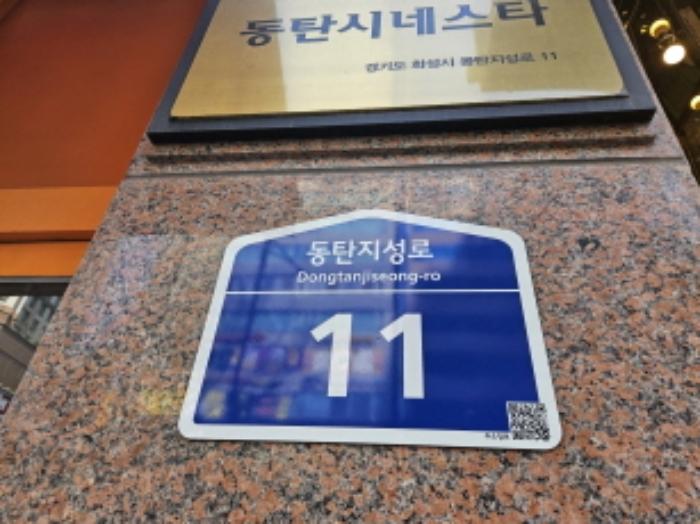 동탄시네스타
경기도 화성시 동탄지성로 11
동탄지성로
Dongtanjiseong-ro
11